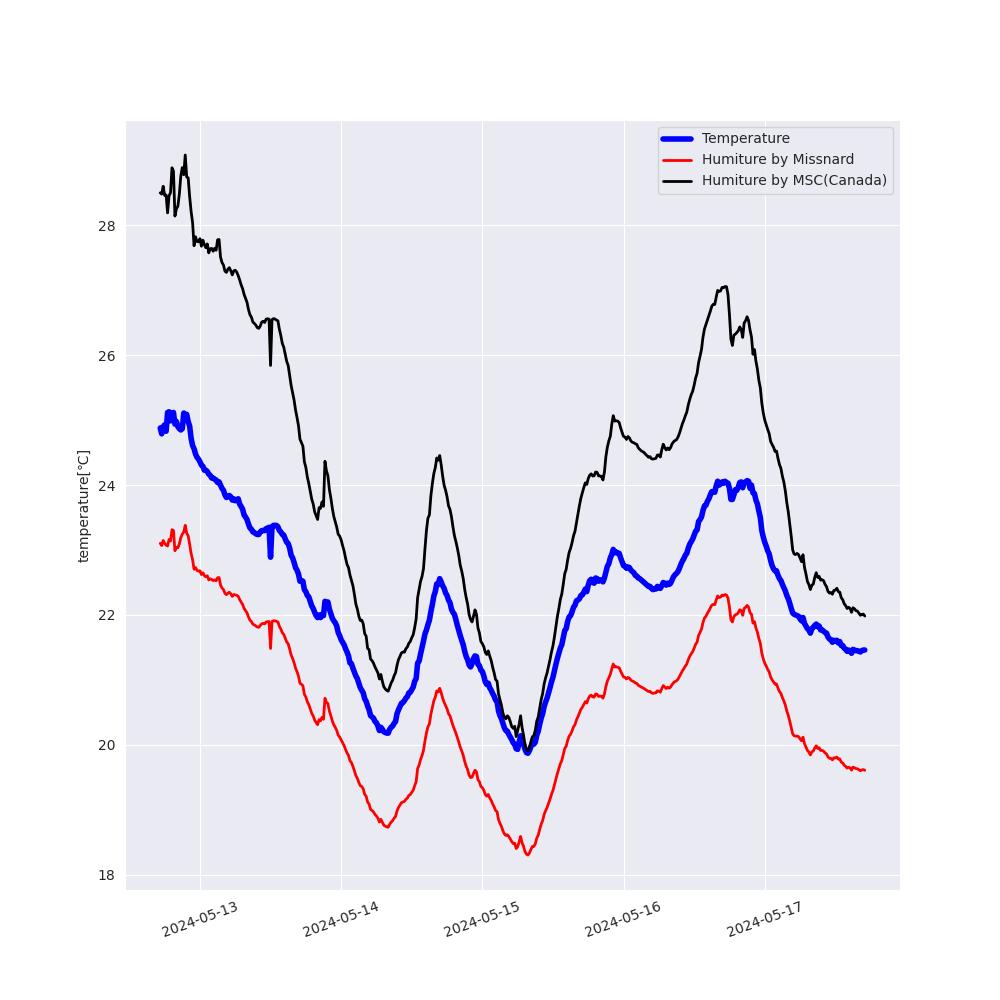 Temperature
Humiture by Missnard
Humiture by MSC(Canada)
28
26
24
22
20
18
temperature[℃]
2024-05-13
2024-05-14
2024-05-15
2024-05-16
2024-05-17